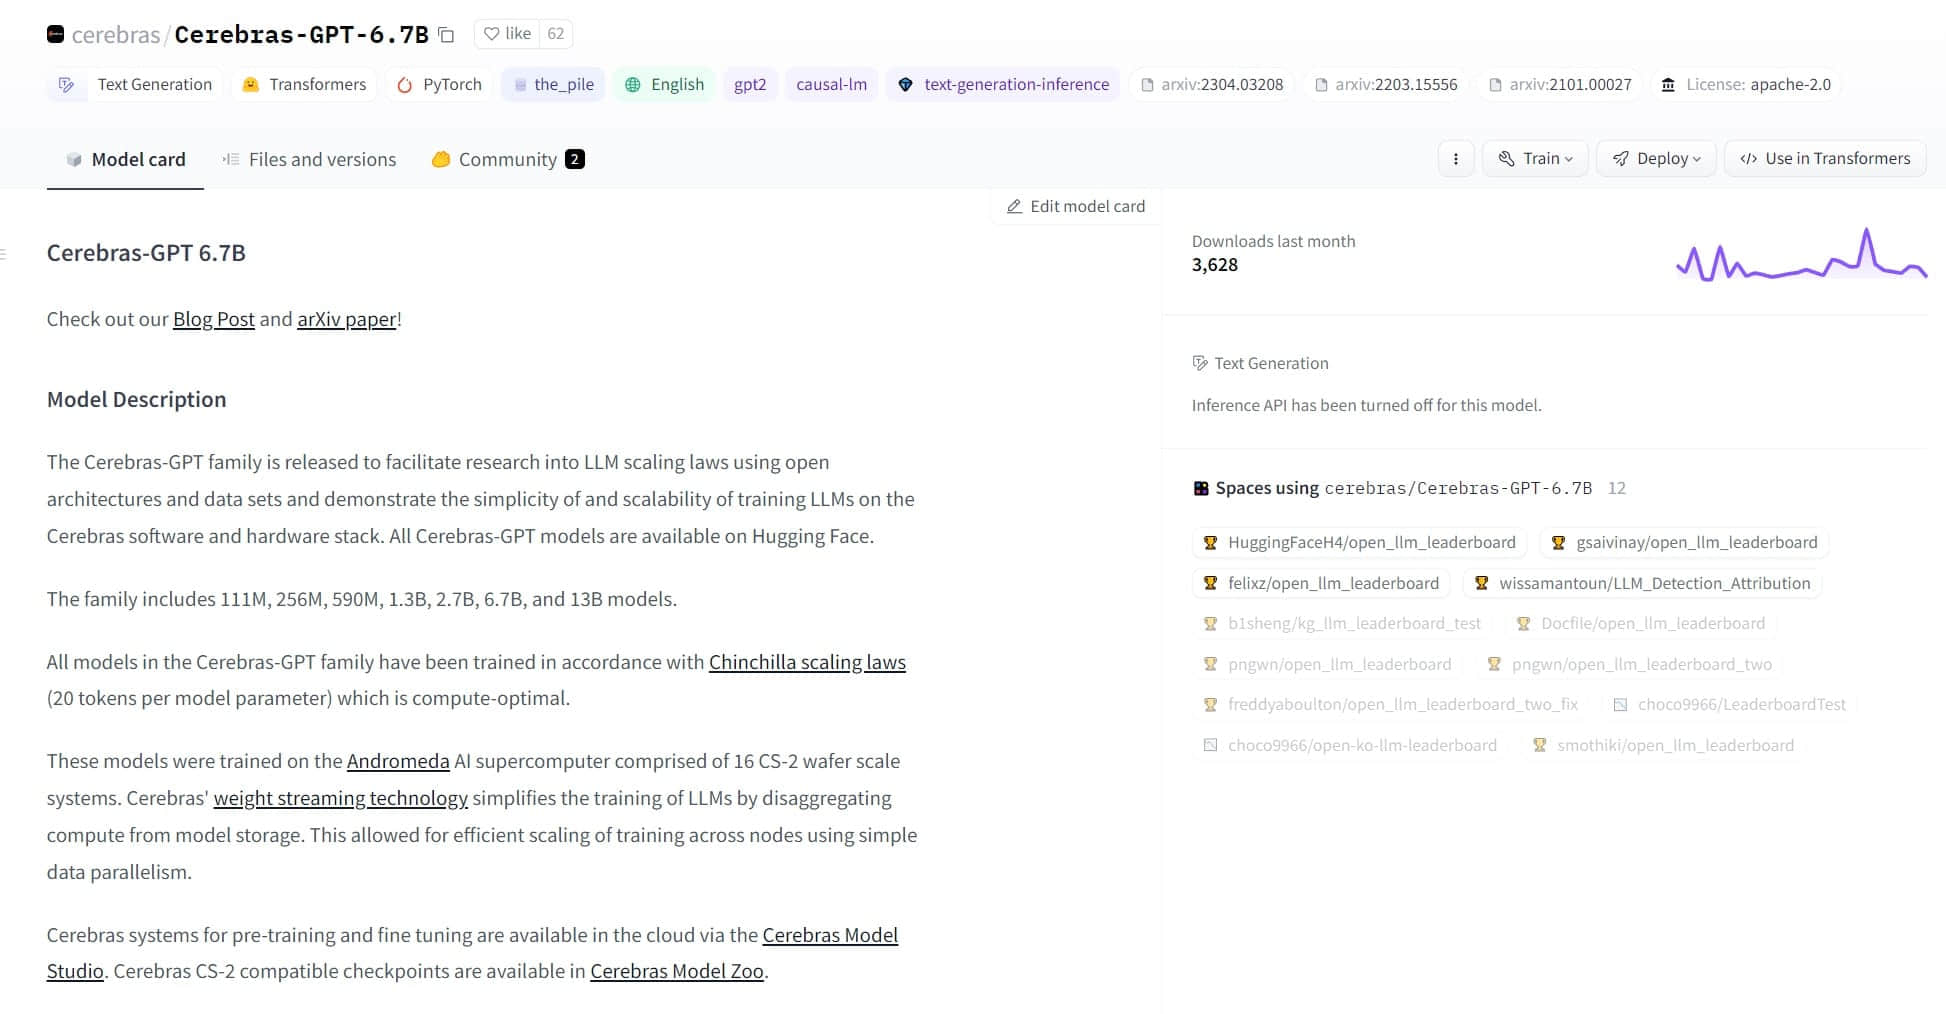 cerebras/Cerebras-GPT-6.7B like 62
Text Generation Transformers PyTorch the_pile English gpt2 causal-lm text-generation-inference arxiv:2304.03208 arxiv:2203.15556 arxiv:2101.00027 License: apache-2.0
Model card Files and versions Community 2 Train Deploy </> Use in Transformers
Edit model card
Cerebras-GPT 6.7B
Check out our Blog Post and arXiv paper!
Model Description
The Cerebras-GPT family is released to facilitate research into LLM scaling laws using open
architectures and data sets and demonstrate the simplicity of and scalability of training LLMs on the
Cerebras software and hardware stack. All Cerebras-GPT models are available on Hugging Face.
The family includes 111M, 256M, 590M, 1.3B, 2.7B, 6.7B, and 13B models.
All models in the Cerebras-GPT family have been trained in accordance with Chinchilla scaling laws
(20 tokens per model parameter) which is compute-optimal.
These models were trained on the Andromeda AI supercomputer comprised of 16 CS-2 wafer scale
systems. Cerebras' weight streaming technology simplifies the training of LLMs by disaggregating
compute from model storage. This allowed for efficient scaling of training across nodes using simple
data parallelism.
Cerebras systems for pre-training and fine tuning are available in the cloud via the Cerebras Model
Studio. Cerebras CS-2 compatible checkpoints are available in Cerebras Model Zoo.
Downloads last month
3,628
Text Generation
Inference API has been turned off for this model.
Spaces using cerebras/Cerebras-GPT-6.7B 12
HuggingFaceH4/open_llm_leaderboard gsaivinay/open_llm_leaderboard
felixz/open_llm_leaderboard wissamantoun/LLM_Detection_Attribution
b1sheng/kg_llm_leaderboard_test Docfile/open_llm_leaderboard
pngwn/open_llm_leaderboard pngwn/open_llm_leaderboard_two
freddyaboulton/open_llm_leaderboard_two_fix choco9966/LeaderboardTest
choco9966/open-ko-llm-leaderboard smothiki/open_llm_leaderboard